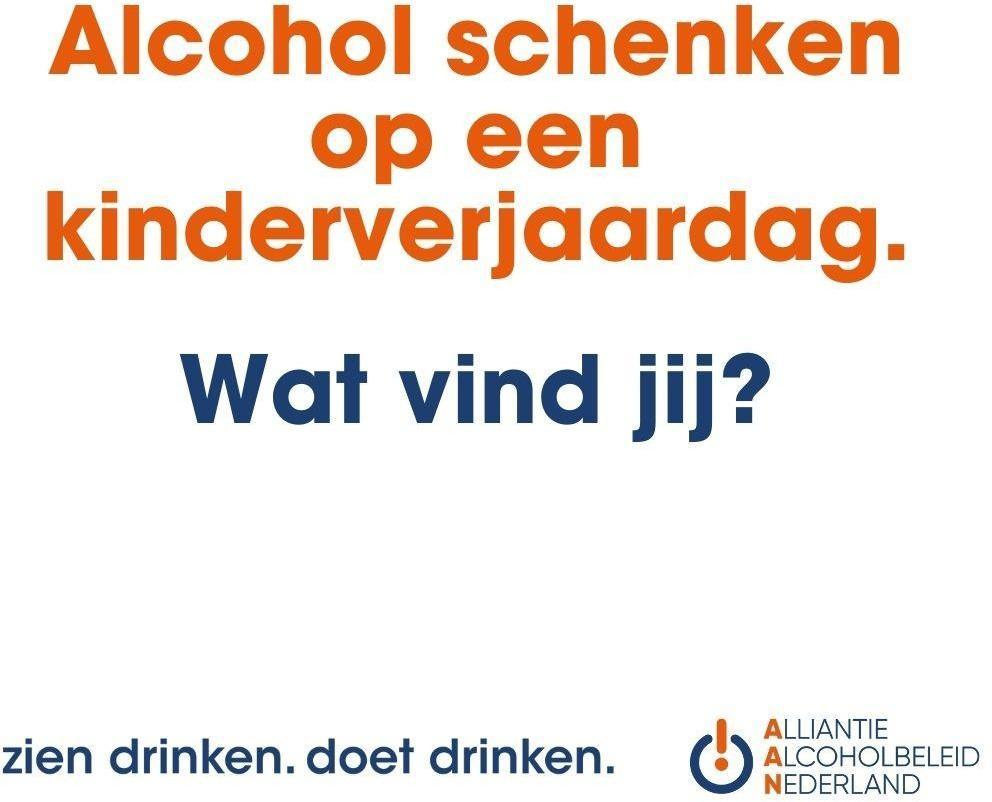 Alcohol schenken
op een
kinderverjaardag.
Wat vind jij?
zien drinken. doet drinken.
ALLIANTIE
ALCOHOLBELEID
NEDERLAND